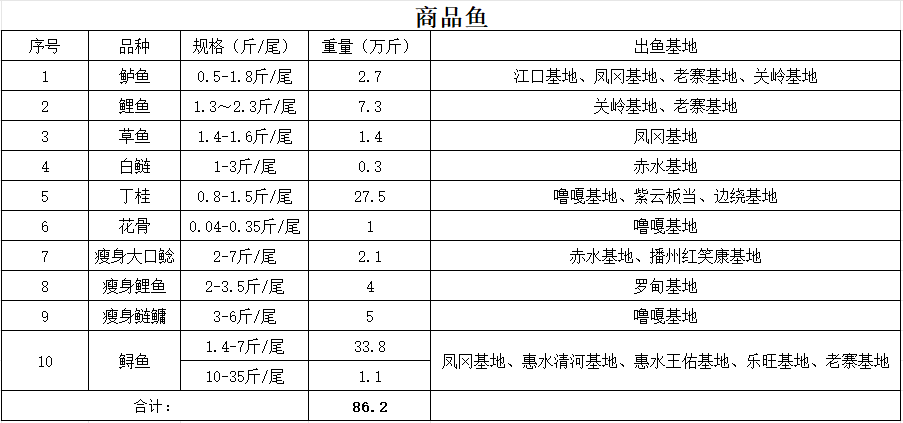 商品鱼
序号 品种 规格（斤/尾） 重量（万斤） 出鱼基地
1 鲈鱼 0.5-1.8斤/尾 2.7 江口基地、凤冈基地、老寨基地、关岭基地
2 鲤鱼 1.3～2.3斤/尾 7.3 关岭基地、老寨基地
3 草鱼 1.4-1.6斤/尾 1.4 凤冈基地
4 白鲢 1-3斤/尾 0.3 赤水基地
5 丁桂 0.8-1.5斤/尾 27.5 噜嘎基地、紫云板当、边绕基地
6 花骨 0.04-0.35斤/尾 1 噜嘎基地
7 瘦身大口鲶 2-7斤/尾 2.1 赤水基地、播州红笑康基地
8 瘦身鲤鱼 2-3.5斤/尾 4 罗甸基地
9 瘦身鲢鳙 3-6斤/尾 5 噜嘎基地
10 鲟鱼 1.4-7斤/尾 33.8 凤冈基地、惠水清河基地、惠水王佑基地、乐旺基地、老寨基地
10-35斤/尾 1.1
合计： 86.2